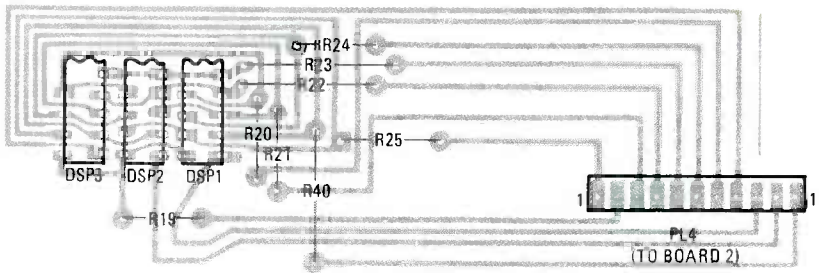 R24
R23
R22
R20
R25
R21
DSP3 DSP2 DSP1
R40
1 1
R19
PL4
(TO BOARD 2)